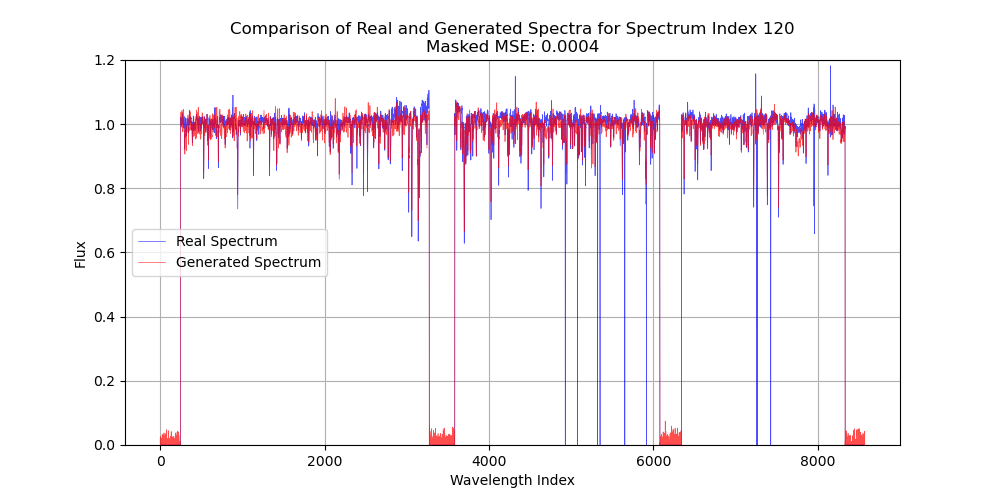 Comparison of Real and Generated Spectra for Spectrum Index 120
Masked MSE: 0.0004
1.2
1.0
0.8
0.6
0.4
0.2
0.0
Flux
Real Spectrum
Generated Spectrum
0 2000 4000 6000 8000
Wavelength Index